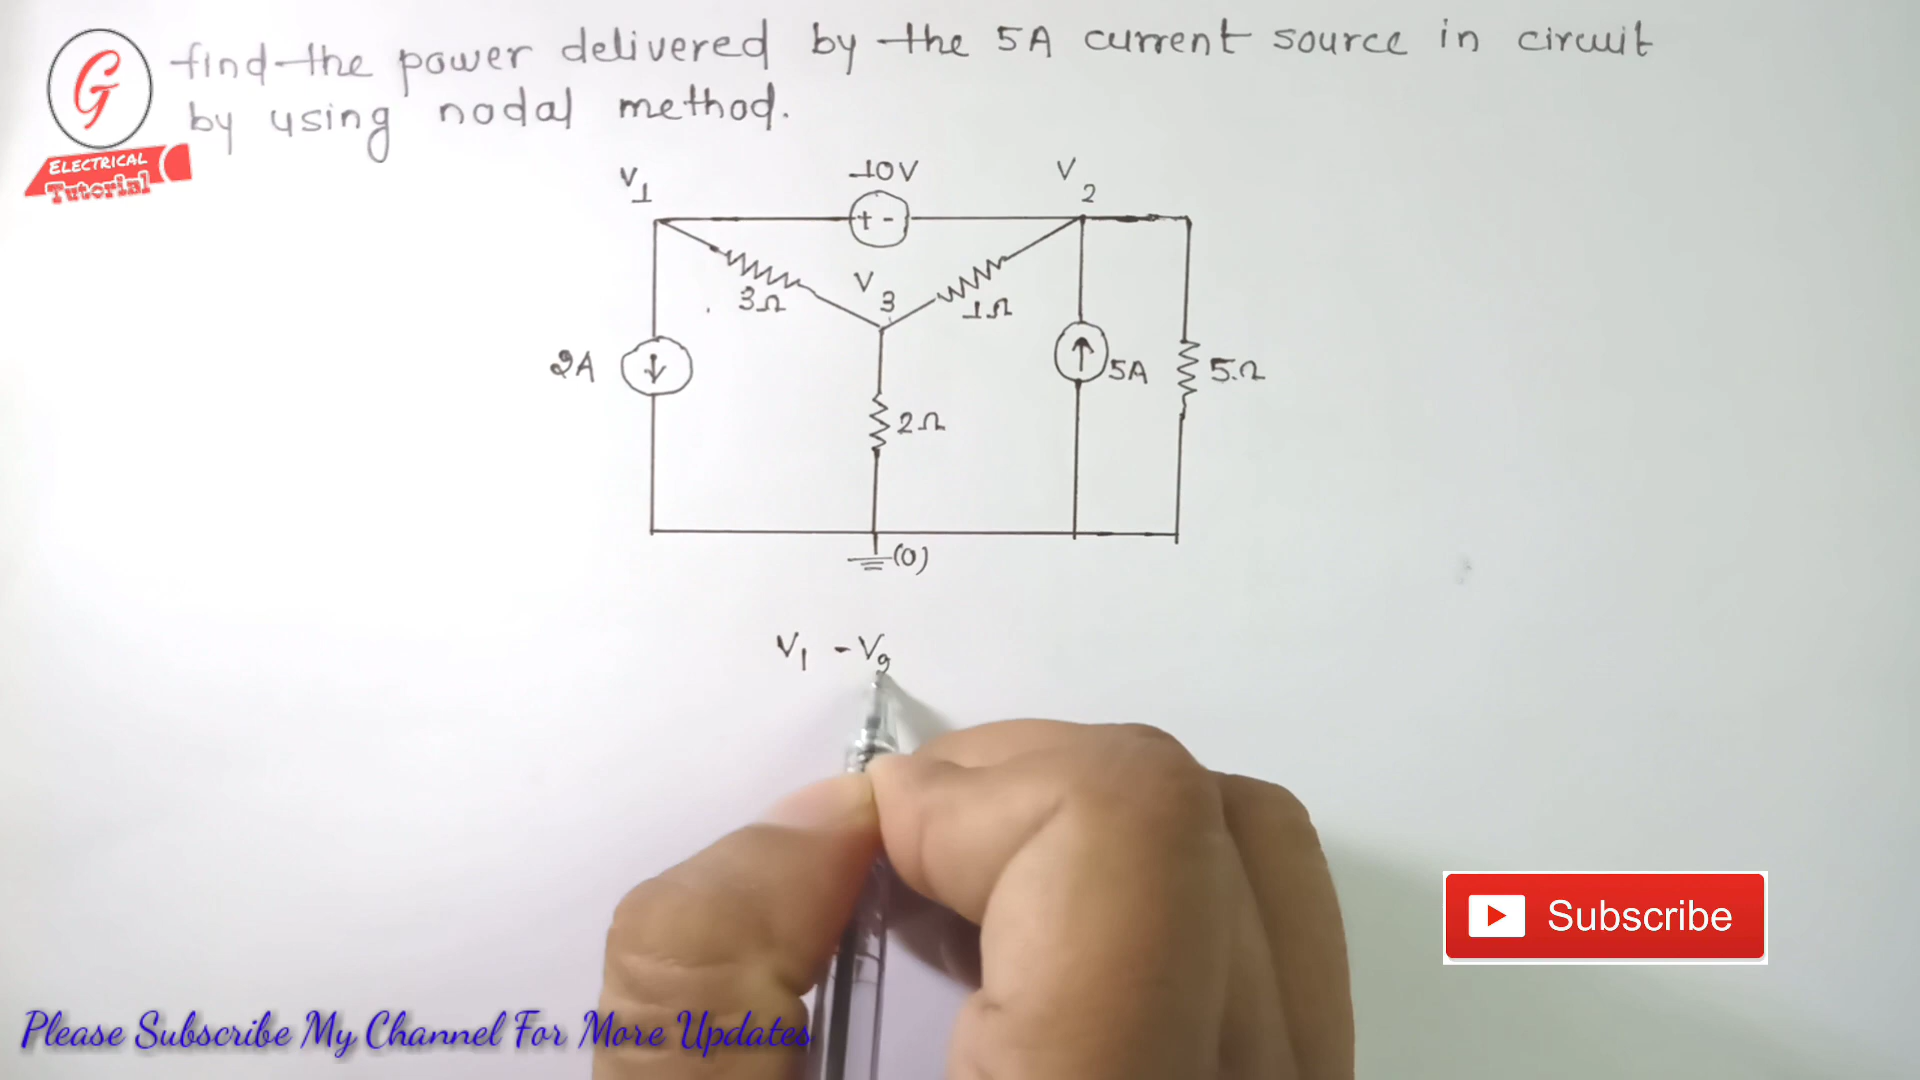 find the power delivered by the 5A current source in circuit
by using nodal method.
G
ELECTRICAL
Tutorial
V1
10V
V2
+ -
3Ω
V3
1Ω
2A
5A
5Ω
2Ω
(0)
V1 - V2
Subscribe
Please Subscribe My Channel For More Updates